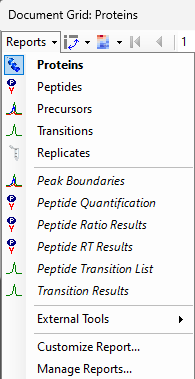 Document Grid: Proteins
Reports 1
Proteins
Peptides
Precursors
Transitions
Replicates
Peak Boundaries
Peptide Quantification
Peptide Ratio Results
Peptide RT Results
Peptide Transition List
Transition Results
External Tools
Customize Report...
Manage Reports...